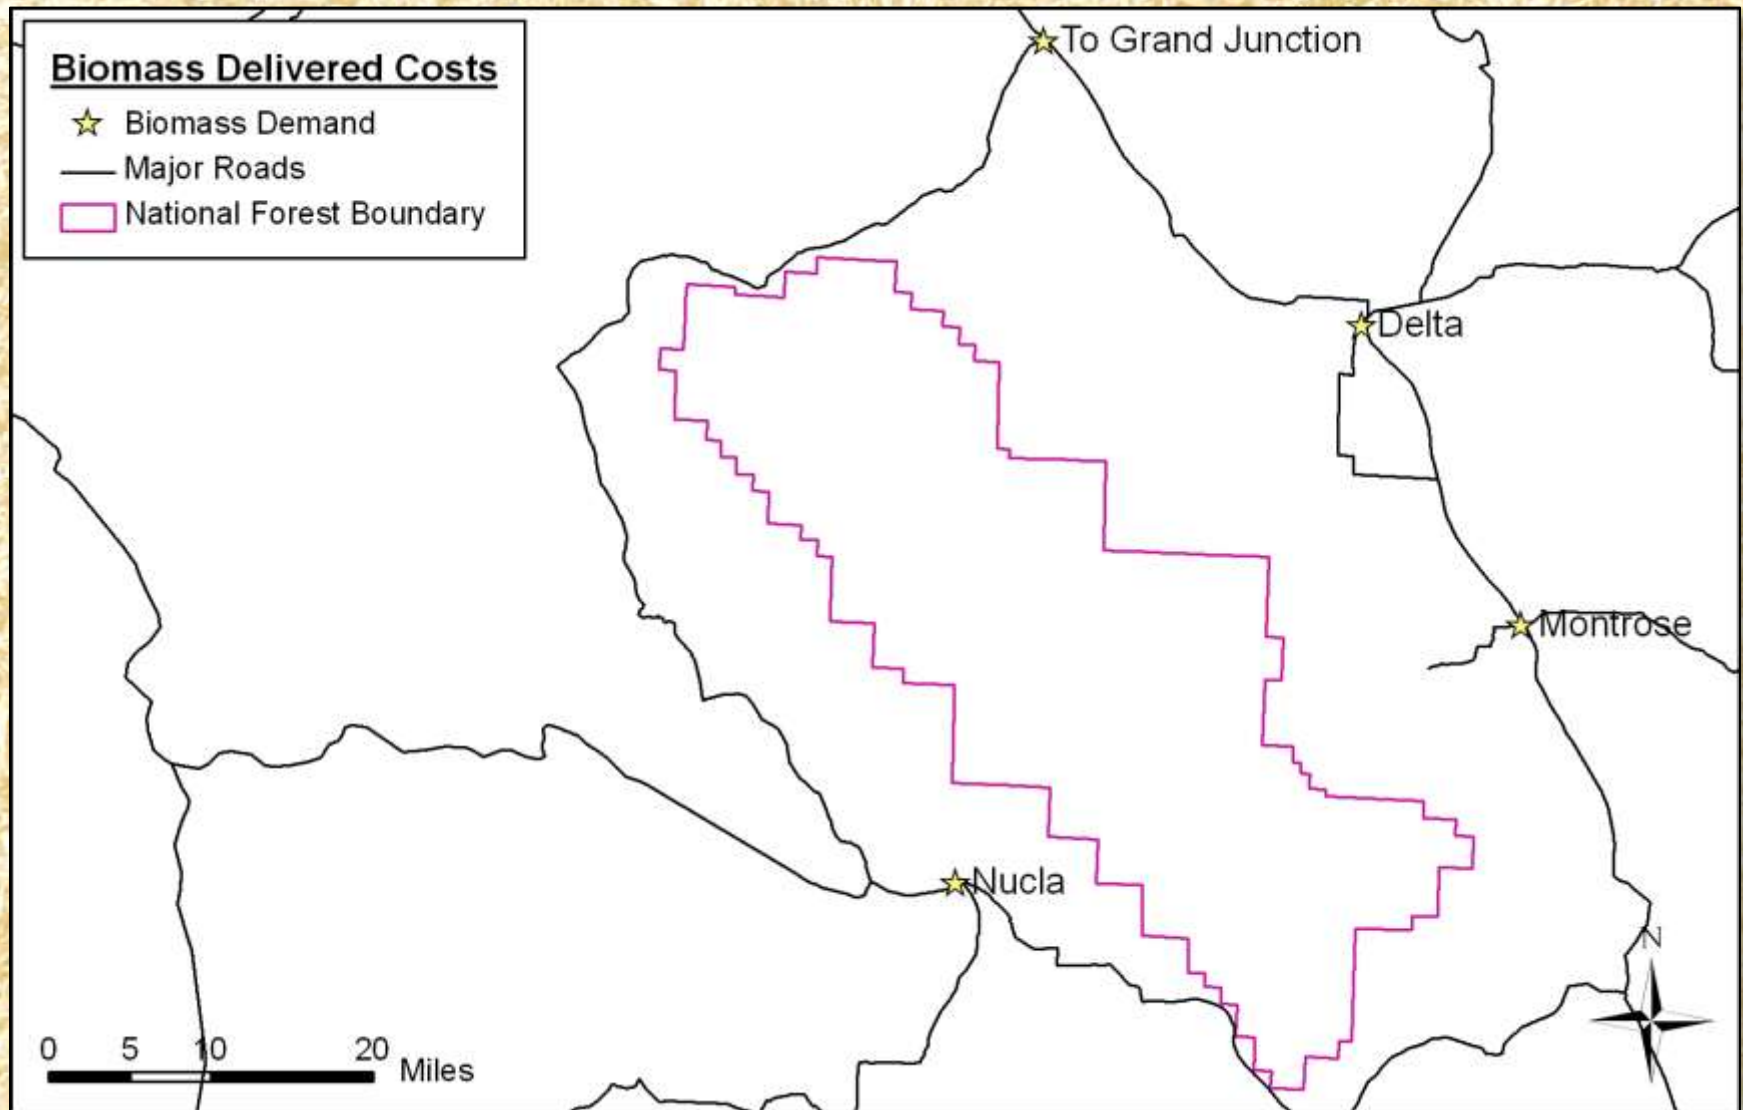 Biomass Delivered Costs
Biomass Demand
Major Roads
National Forest Boundary
To Grand Junction
Delta
Montrose
Nucla
N
0 5 10 20
Miles